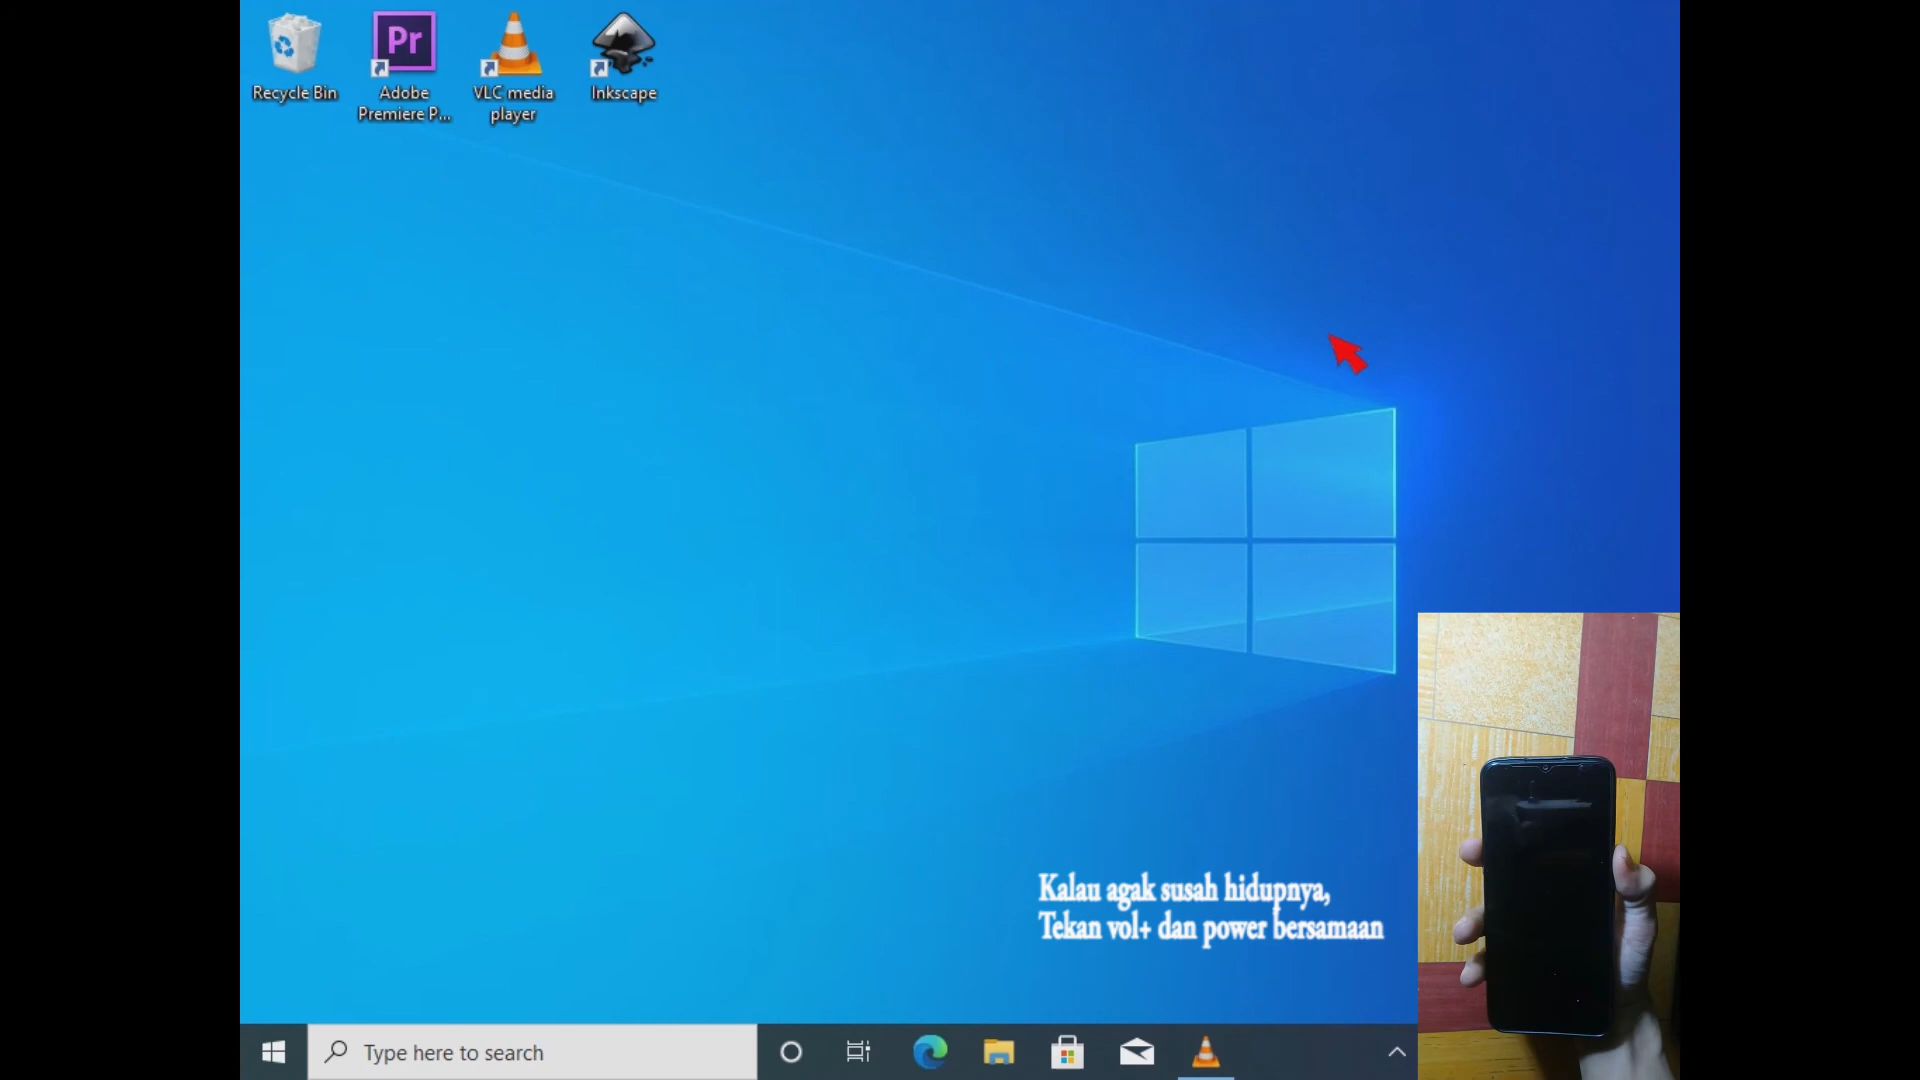 Pr
Recycle Bin
Adobe
Premiere P...
VLC media
player
Inkscape
Kalau agak susah hidupnya,
Tekan vol+ dan power bersamaan
Type here to search